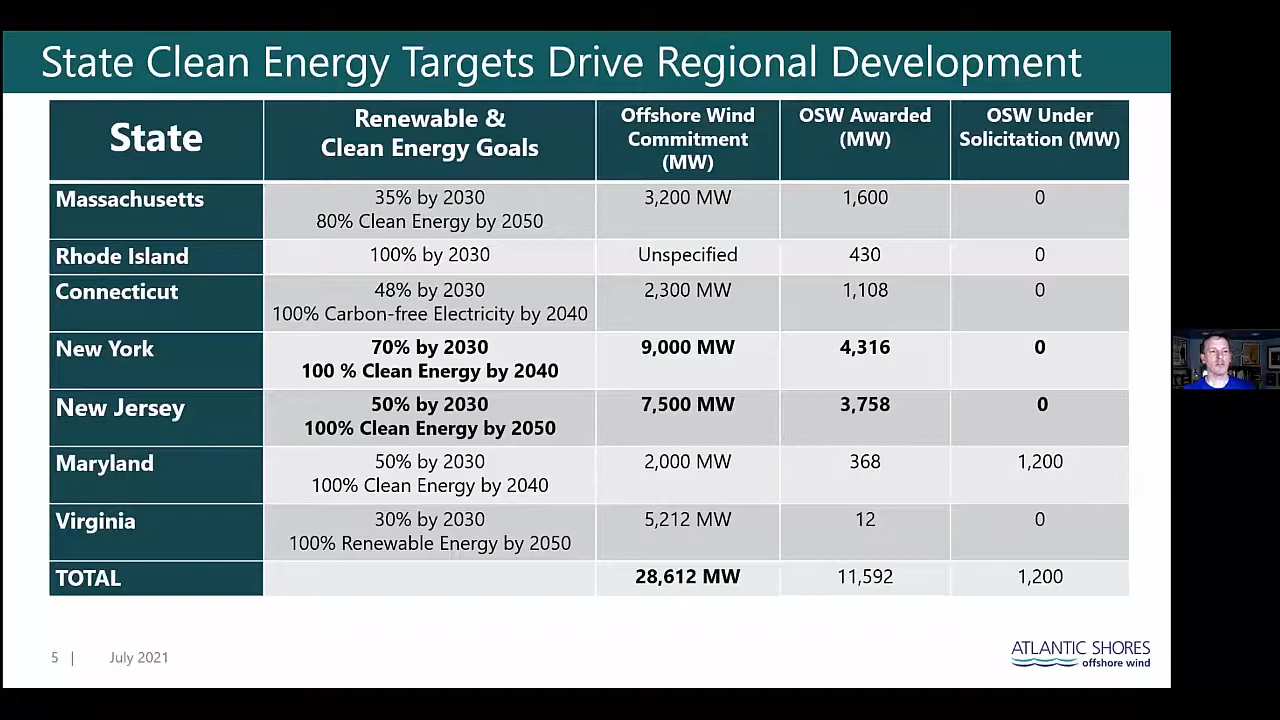 State Clean Energy Targets Drive Regional Development
State
Renewable &
Clean Energy Goals
Offshore Wind
Commitment
(MW)
OSW Awarded
(MW)
OSW Under
Solicitation (MW)
Massachusetts
35% by 2030
80% Clean Energy by 2050
3,200 MW
1,600
0
Rhode Island
100% by 2030
Unspecified
430
0
Connecticut
48% by 2030
100% Carbon-free Electricity by 2040
2,300 MW
1,108
0
New York
70% by 2030
100 % Clean Energy by 2040
9,000 MW
4,316
0
New Jersey
50% by 2030
100% Clean Energy by 2050
7,500 MW
3,758
0
Maryland
50% by 2030
100% Clean Energy by 2040
2,000 MW
368
1,200
Virginia
30% by 2030
100% Renewable Energy by 2050
5,212 MW
12
0
TOTAL
28,612 MW
11,592
1,200
5 | July 2021
ATLANTIC SHORES
offshore wind